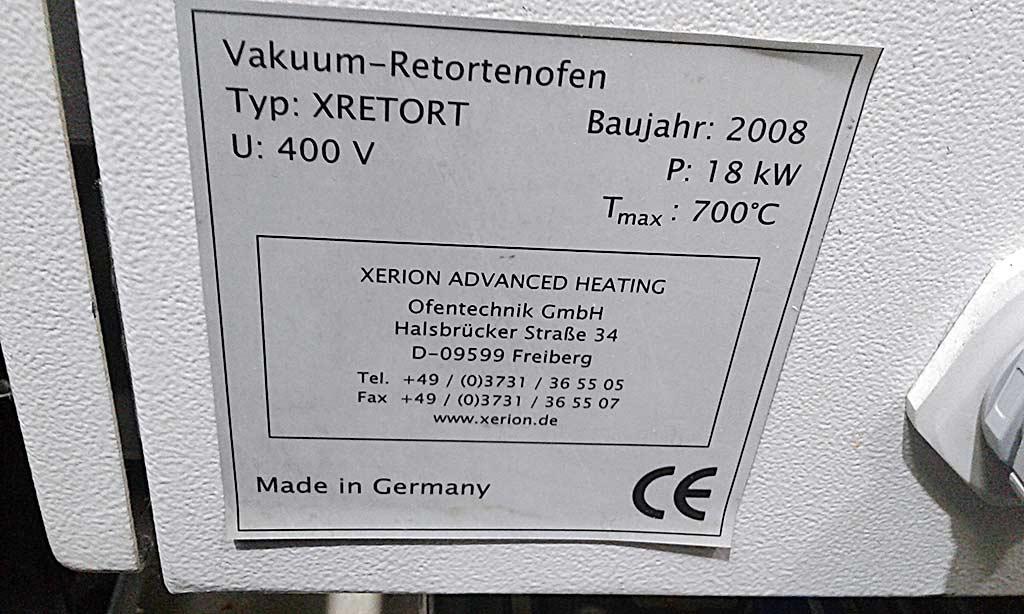 Vakuum-Retortenofen
Typ: XRETORT
Baujahr: 2008
U: 400 V
P: 18 kW
Tmax : 700°C
XERION ADVANCED HEATING
Ofentechnik GmbH
Halsbrücker Straße 34
D-09599 Freiberg
Tel. +49 / (0)3731 / 36 55 05
Fax +49 / (0)3731 / 36 55 07
www.xerion.de
Made in Germany
CE